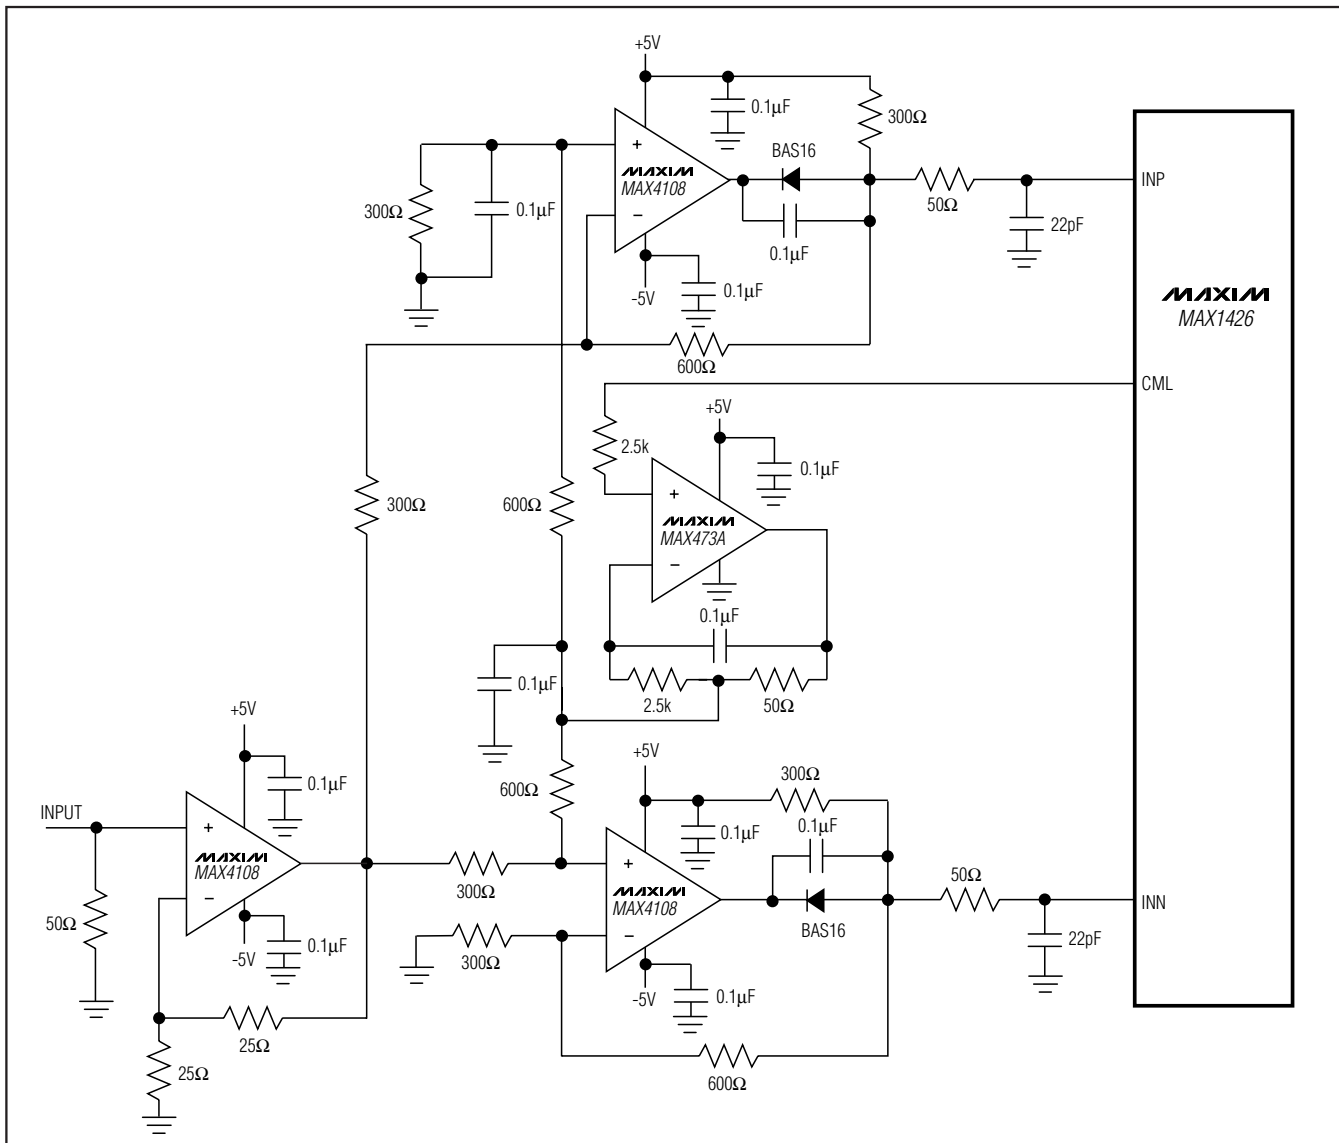 +5V
0.1µF
300Ω
BAS16
+
MAXIM
MAX4108
−
300Ω
0.1µF
0.1µF
50Ω
INP
22pF
-5V
0.1µF
MAXIM
MAX1426
600Ω
CML
+5V
2.5k
0.1µF
+
MAXIM
MAX473A
−
300Ω
600Ω
0.1µF
0.1µF
2.5k
50Ω
+5V
+5V
0.1µF
600Ω
300Ω
INPUT
0.1µF
0.1µF
+
MAXIM
MAX4108
−
300Ω
+
MAXIM
MAX4108
−
50Ω
INN
BAS16
50Ω
-5V
0.1µF
300Ω
22pF
-5V
0.1µF
25Ω
25Ω
600Ω